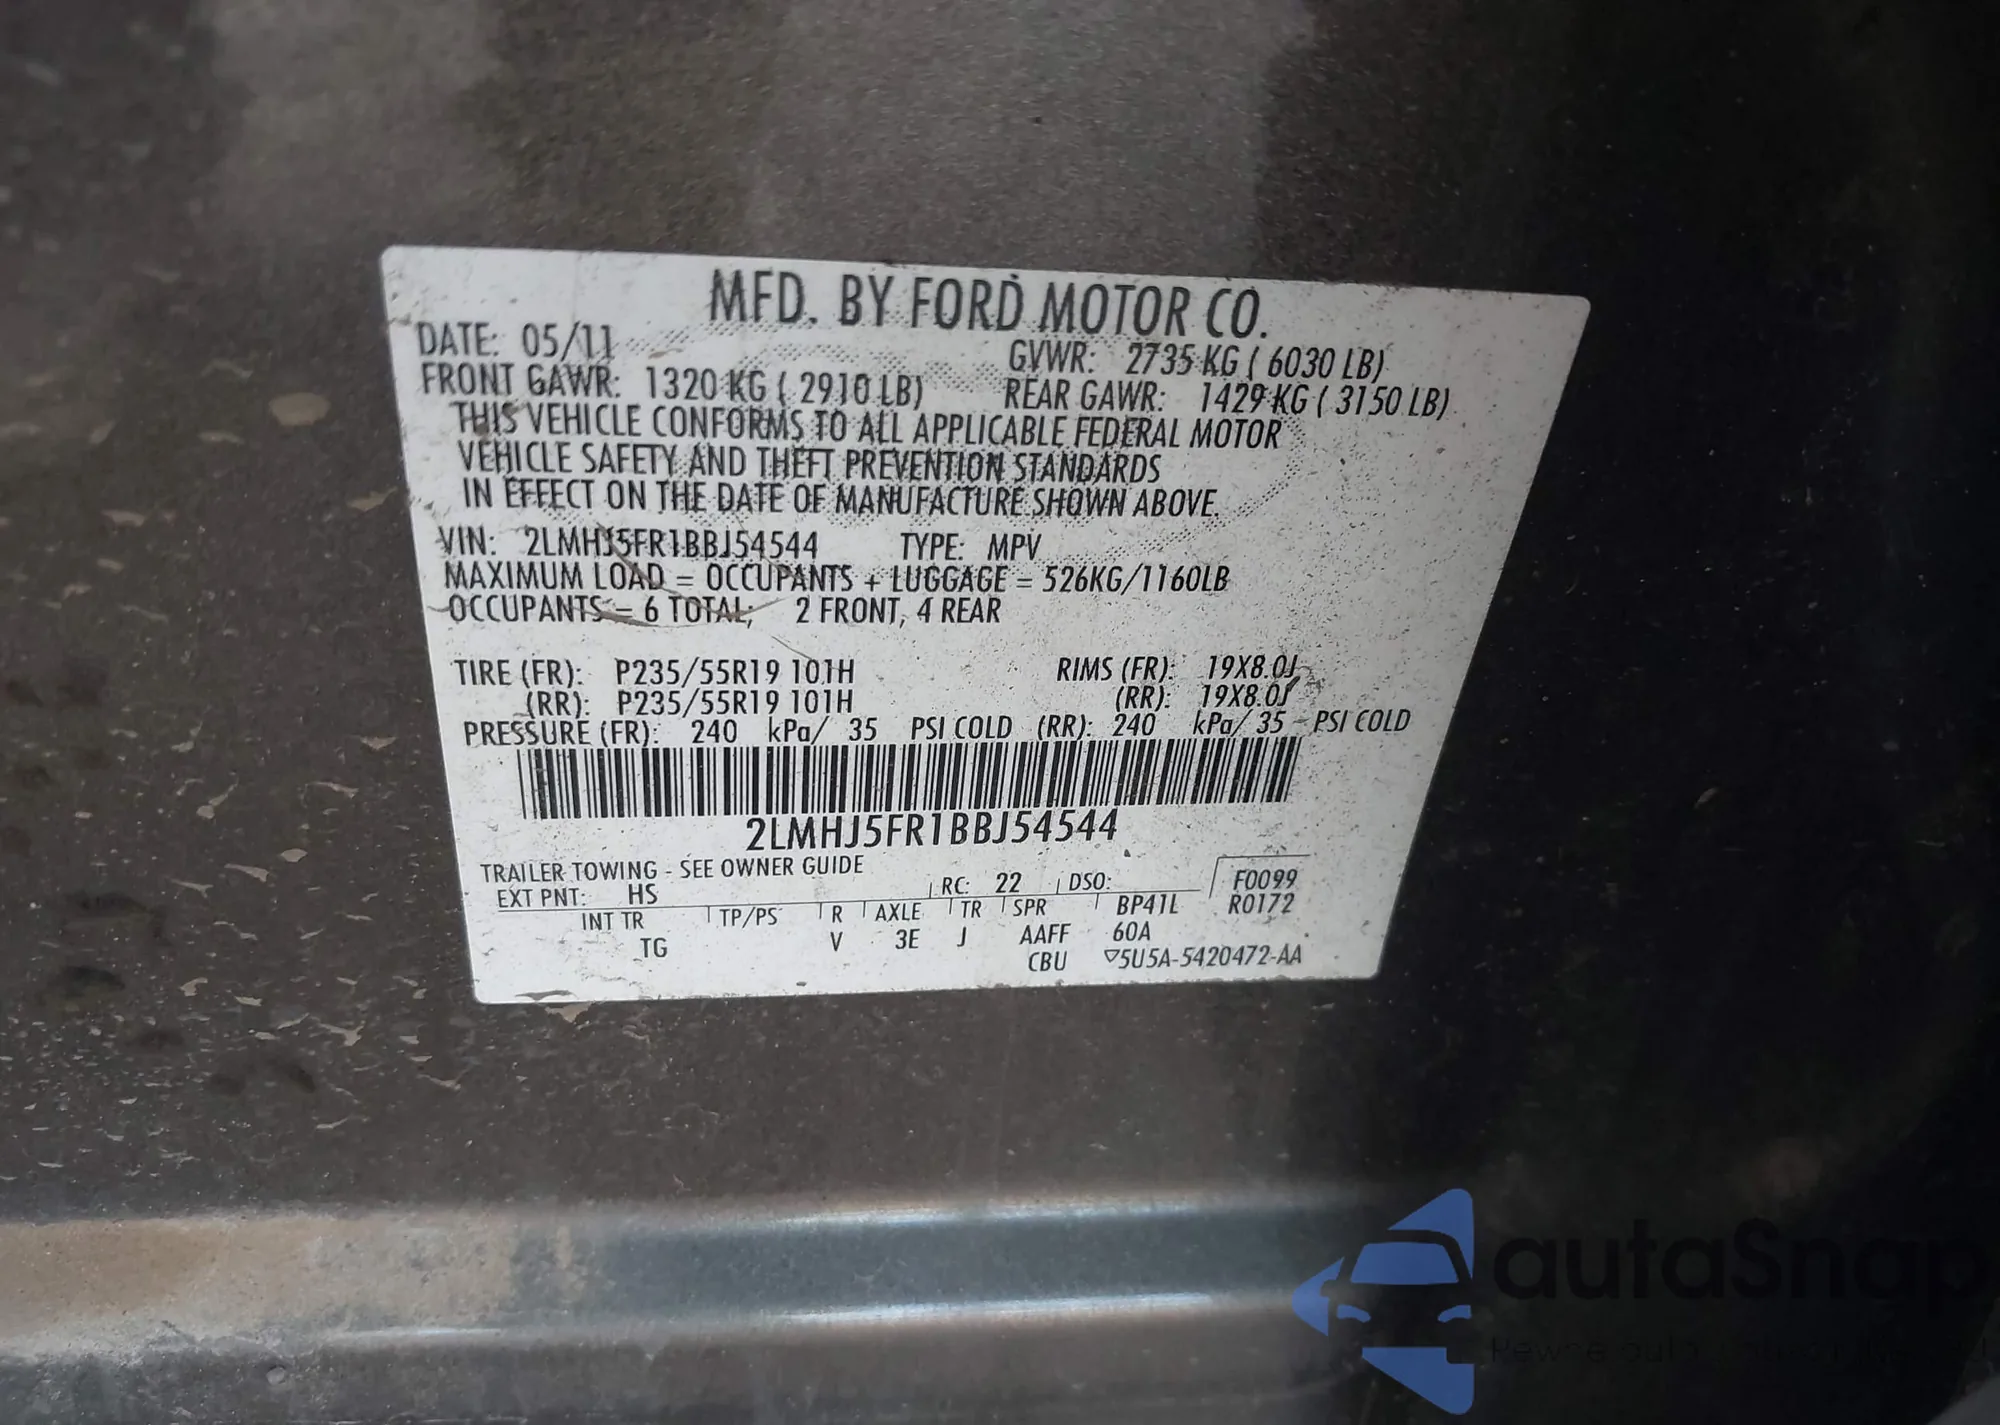 MFD. BY FORD MOTOR CO.
DATE: 05/11 GVWR: 2735 KG ( 6030 LB)
FRONT GAWR: 1320 KG ( 2910 LB) REAR GAWR: 1429 KG ( 3150 LB)
THIS VEHICLE CONFORMS TO ALL APPLICABLE FEDERAL MOTOR
VEHICLE SAFETY AND THEFT PREVENTION STANDARDS
IN EFFECT ON THE DATE OF MANUFACTURE SHOWN ABOVE.
VIN: 2LMHJ5FR1BBJ54544 TYPE: MPV
MAXIMUM LOAD = OCCUPANTS + LUGGAGE = 526KG/1160LB
OCCUPANTS = 6 TOTAL; 2 FRONT, 4 REAR
TIRE (FR): P235/55R19 101H RIMS (FR): 19X8.0J
(RR): P235/55R19 101H (RR): 19X8.0J
PRESSURE (FR): 240 kPa/ 35 PSI COLD (RR): 240 kPa/ 35 PSI COLD
2LMHJ5FR1BBJ54544
TRAILER TOWING - SEE OWNER GUIDE
EXT PNT: HS RC: 22 DSO: F0099
INT TR TP/PS R AXLE TR SPR BP41L R0172
TG V 3E J AAFF 60A
CBU ▽5U5A-5420472-AA
autaSnap